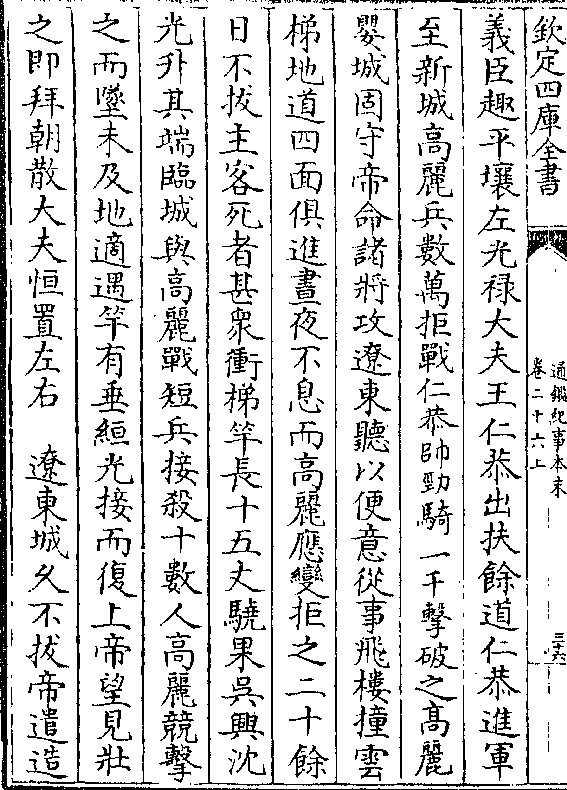 欽定四庫全書
通鑑紀事本末
卷二十六上
三十六
義臣趣平壤左光禄大夫王仁恭出扶餘道仁恭進軍
至新城高麗兵數萬拒戰仁恭帥勁騎一千擊破之高麗
嬰城固守帝命諸將攻遼東聽以便意從事飛樓橦雲
梯地道四面俱進晝夜不息而高麗應變拒之二十餘
日不拔主客死者甚衆衝梯竿長十五丈驍果吳興沈
光升其端臨城與高麗戰短兵接殺十數人高麗競擊
之而墜未及地適遇竿有垂絙光接而復上帝望見壯
之即拜朝散大夫恒置左右　遼東城久不拔帝遣造